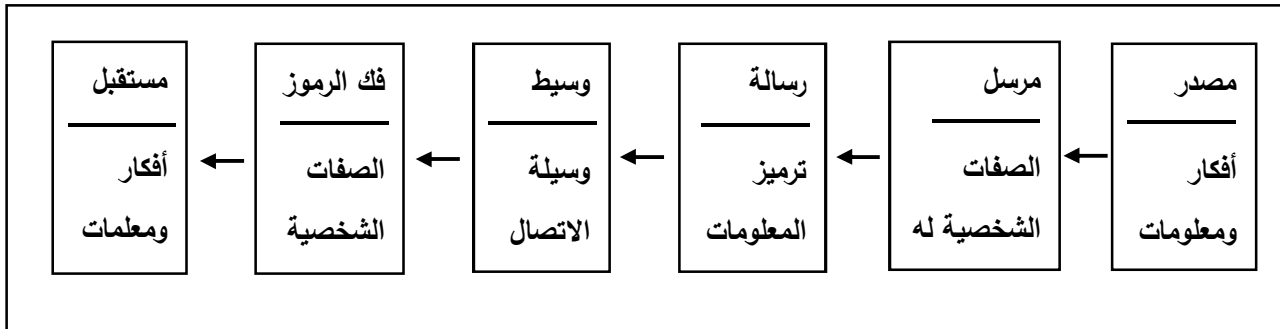 مصدر
أفكار
ومعلومات
مرسل
الصفات
الشخصية له
رسالة
ترميز
المعلومات
وسيط
وسيلة
الاتصال
فك الرموز
الصفات
الشخصية
مستقبل
أفكار
ومعلمات